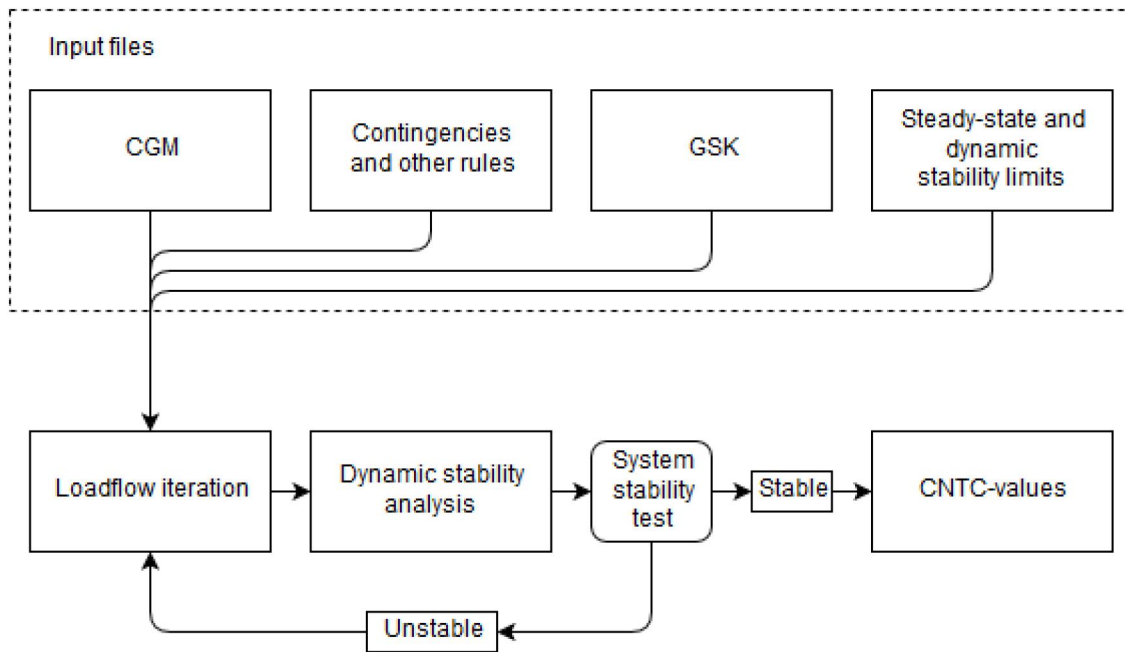 Input files
CGM
Contingencies
and other rules
GSK
Steady-state and
dynamic
stability limits
Loadflow iteration
Dynamic stability
analysis
System
stability
test
Stable
CNTC-values
Unstable